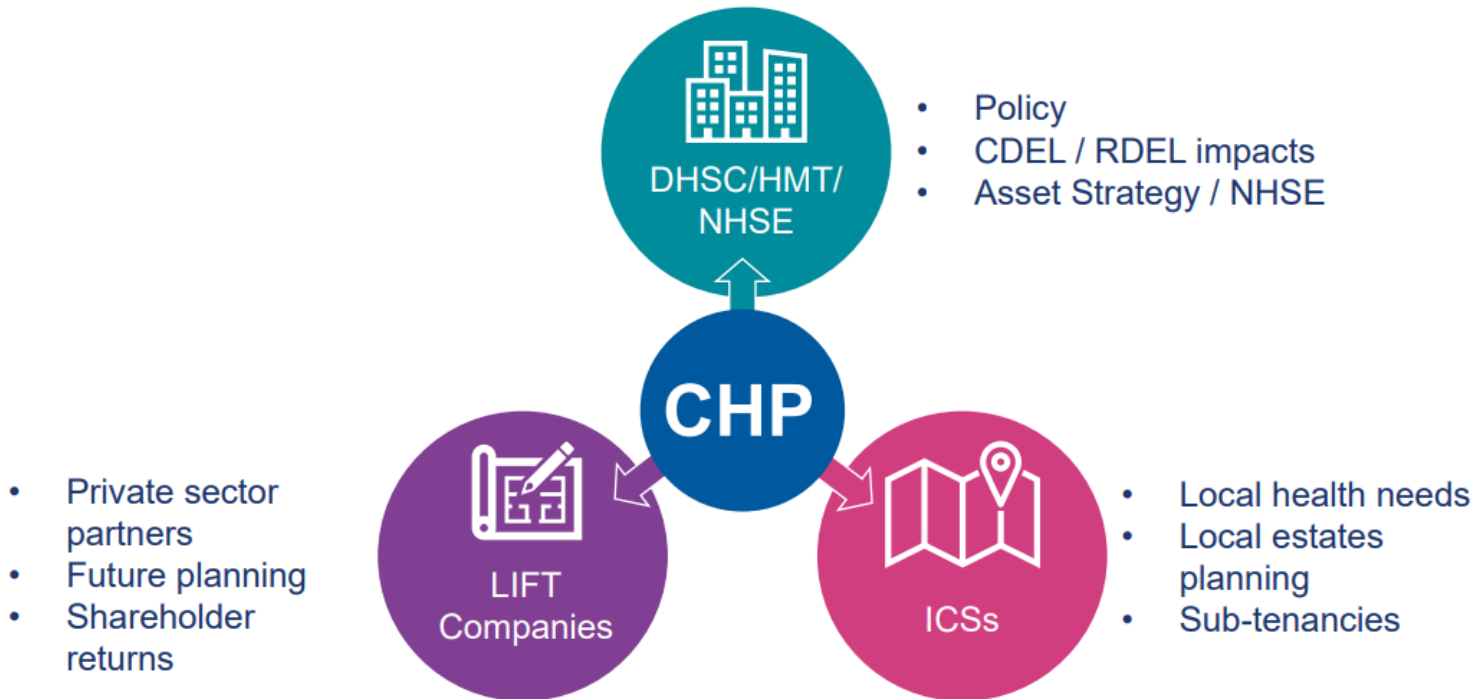 DHSC/HMT/
NHSE
• Policy
• CDEL / RDEL impacts
• Asset Strategy / NHSE
CHP
• Private sector
partners
• Future planning
• Shareholder
returns
LIFT
Companies
ICSs
• Local health needs
• Local estates
planning
• Sub-tenancies